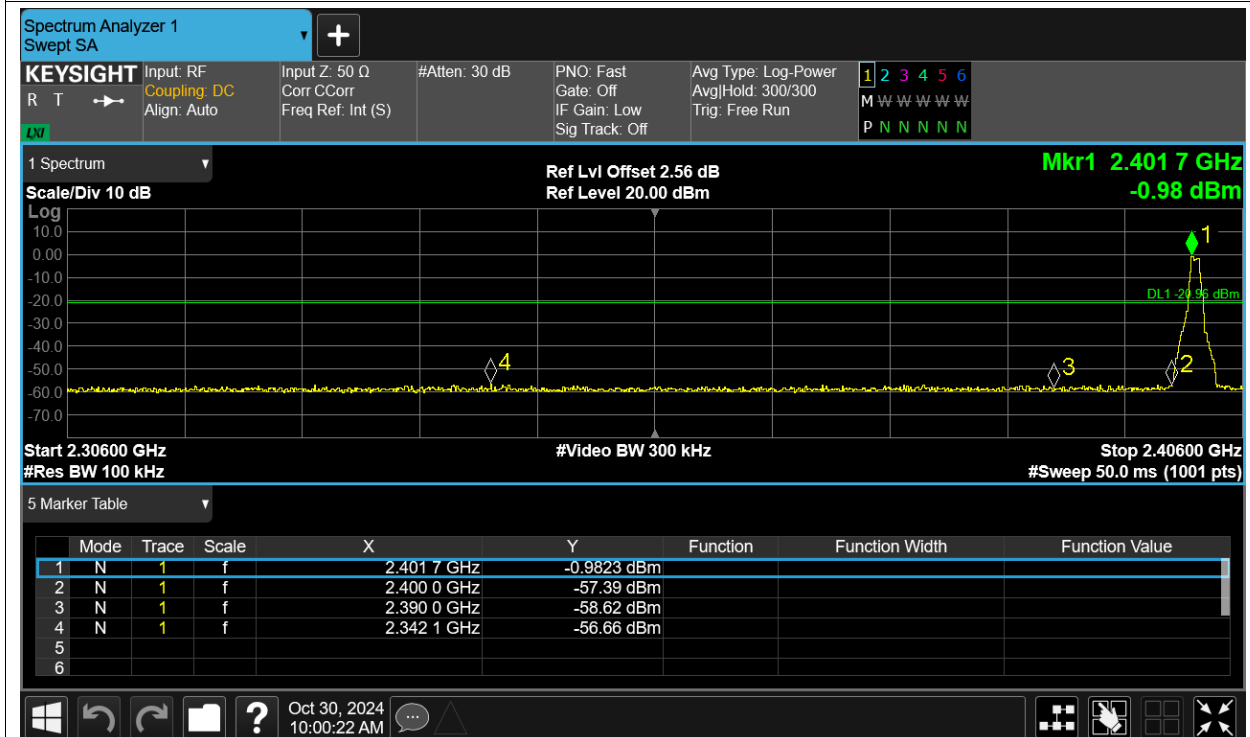 Spectrum Analyzer 1
Swept SA
+
KEYSIGHT
R T
LXI
Input: RF
Coupling: DC
Align: Auto
Input Z: 50 Ω
Corr CCorr
Freq Ref: Int (S)
#Atten: 30 dB
PNO: Fast
Gate: Off
IF Gain: Low
Sig Track: Off
Avg Type: Log-Power
Avg|Hold: 300/300
Trig: Free Run
1 2 3 4 5 6
M W W W W W
P N N N N N
1 Spectrum
Scale/Div 10 dB
Ref Lvl Offset 2.56 dB
Ref Level 20.00 dBm
Mkr1 2.401 7 GHz
-0.98 dBm
Log
10.0
0.00
-10.0
-20.0
-30.0
-40.0
-50.0
-60.0
-70.0
1
DL1 -20.96 dBm
4
3
2
Start 2.30600 GHz
#Res BW 100 kHz
#Video BW 300 kHz
Stop 2.40600 GHz
#Sweep 50.0 ms (1001 pts)
5 Marker Table
Mode Trace Scale X Y Function Function Width Function Value
1 N 1 f 2.401 7 GHz -0.9823 dBm
2 N 1 f 2.400 0 GHz -57.39 dBm
3 N 1 f 2.390 0 GHz -58.62 dBm
4 N 1 f 2.342 1 GHz -56.66 dBm
5
6
?
Oct 30, 2024
10:00:22 AM